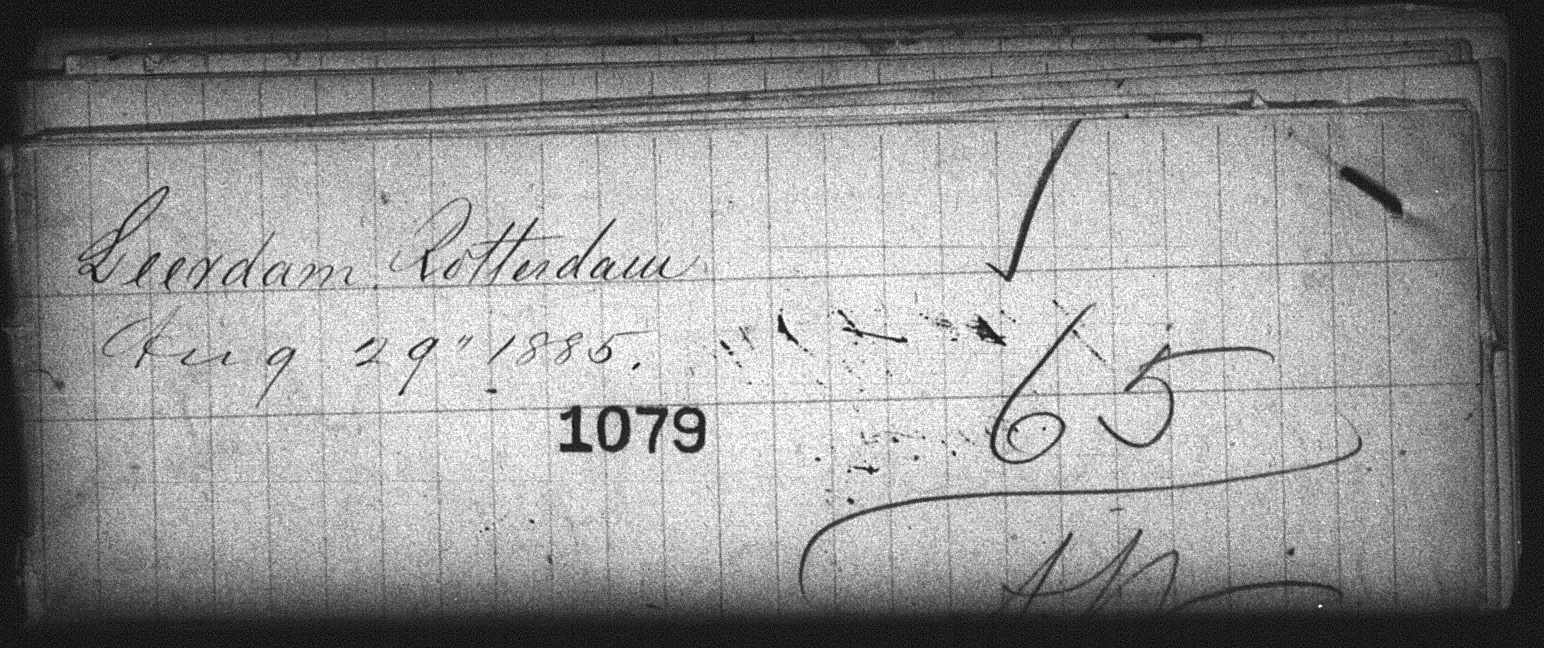 Leerdam. Rotterdam
Aug 29" 1885.
65
1079